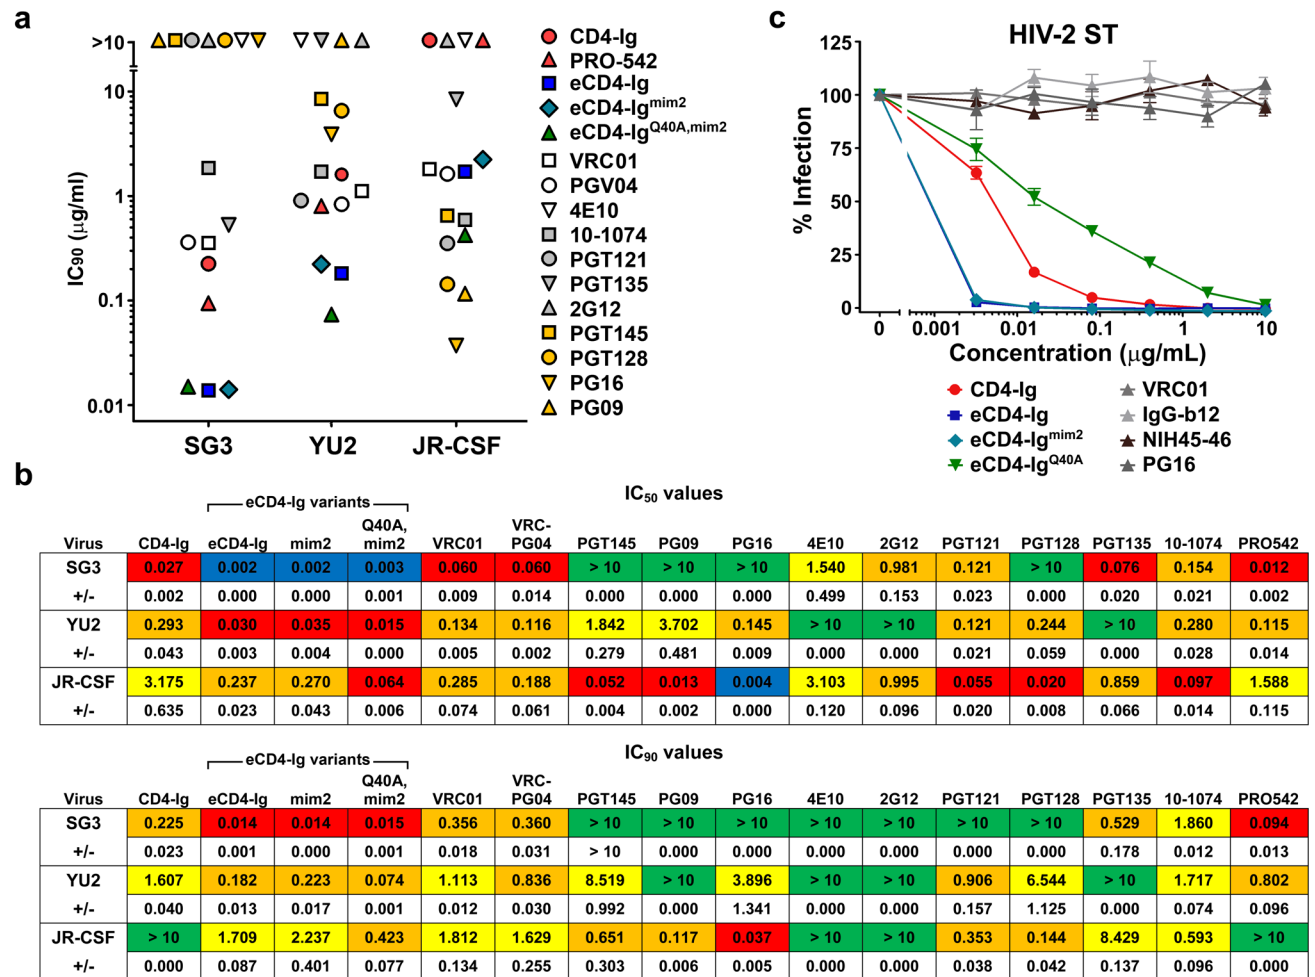 a
>10
10
1
0.1
0.01
IC90 (μg/ml)
SG3 YU2 JR-CSF
CD4-Ig
PRO-542
eCD4-Ig
eCD4-Igmim2
eCD4-IgQ40A,mim2
VRC01
PGV04
4E10
10-1074
PGT121
PGT135
2G12
PGT145
PGT128
PG16
PG09
c
HIV-2 ST
125
100
75
50
25
0
% Infection
0 0.001 0.01 0.1 1 10
Concentration (μg/mL)
CD4-Ig
eCD4-Ig
eCD4-Igmim2
eCD4-IgQ40A
VRC01
IgG-b12
NIH45-46
PG16
b
IC50 values
eCD4-Ig variants
Virus CD4-Ig eCD4-Ig mim2 Q40A, mim2 VRC01 VRC-PG04 PGT145 PG09 PG16 4E10 2G12 PGT121 PGT128 PGT135 10-1074 PRO542
SG3 0.027 0.002 0.002 0.003 0.060 0.060 > 10 > 10 > 10 1.540 0.981 0.121 > 10 0.076 0.154 0.012
+/- 0.002 0.000 0.000 0.001 0.009 0.014 0.000 0.000 0.000 0.499 0.153 0.023 0.000 0.020 0.021 0.002
YU2 0.293 0.030 0.035 0.015 0.134 0.116 1.842 3.702 0.145 > 10 > 10 0.121 0.244 > 10 0.280 0.115
+/- 0.043 0.003 0.004 0.000 0.005 0.002 0.279 0.481 0.009 0.000 0.000 0.021 0.059 0.000 0.028 0.014
JR-CSF 3.175 0.237 0.270 0.064 0.285 0.188 0.052 0.013 0.004 3.103 0.995 0.055 0.020 0.859 0.097 1.588
+/- 0.635 0.023 0.043 0.006 0.074 0.061 0.004 0.002 0.000 0.120 0.096 0.020 0.008 0.066 0.014 0.115
IC90 values
eCD4-Ig variants
Virus CD4-Ig eCD4-Ig mim2 Q40A, mim2 VRC01 VRC-PG04 PGT145 PG09 PG16 4E10 2G12 PGT121 PGT128 PGT135 10-1074 PRO542
SG3 0.225 0.014 0.014 0.015 0.356 0.360 > 10 > 10 > 10 > 10 > 10 > 10 > 10 0.529 1.860 0.094
+/- 0.023 0.001 0.000 0.001 0.018 0.031 > 10 0.000 0.000 0.000 0.000 0.000 0.000 0.178 0.012 0.013
YU2 1.607 0.182 0.223 0.074 1.113 0.836 8.519 > 10 3.896 > 10 > 10 0.906 6.544 > 10 1.717 0.802
+/- 0.040 0.013 0.017 0.001 0.012 0.030 0.992 0.000 1.341 0.000 0.000 0.157 1.125 0.000 0.074 0.096
JR-CSF > 10 1.709 2.237 0.423 1.812 1.629 0.651 0.117 0.037 > 10 > 10 0.353 0.144 8.429 0.593 > 10
+/- 0.000 0.087 0.401 0.077 0.134 0.255 0.303 0.006 0.005 0.000 0.000 0.038 0.042 0.137 0.096 0.000